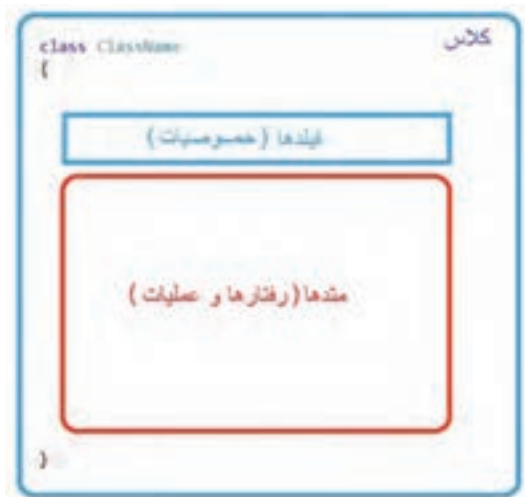 کلاس
class ClassName
{
فیلدها (خصوصیات)
متدها(رفتارها و عملیات)
}